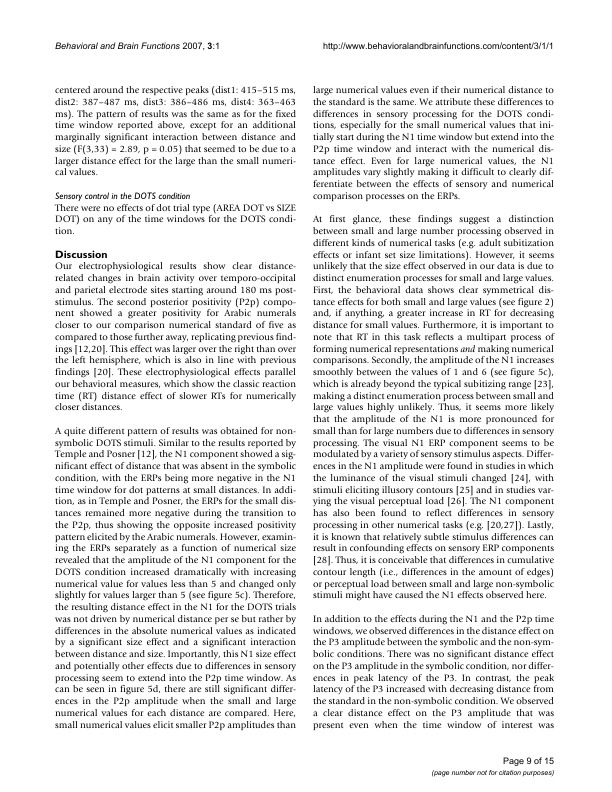 Behavioral and Brain Functions 2007, 3:1
http://www.behavioralandbrainfunctions.com/content/3/1/1
centered around the respective peaks (dist1: 415–515 ms,
dist2: 387–487 ms, dist3: 386–486 ms, dist4: 363–463
ms). The pattern of results was the same as for the fixed
time window reported above, except for an additional
marginally significant interaction between distance and
size (F(3,33) = 2.89, p = 0.05) that seemed to be due to a
larger distance effect for the large than the small numeri-
cal values.
Sensory control in the DOTS condition
There were no effects of dot trial type (AREA DOT vs SIZE
DOT) on any of the time windows for the DOTS condi-
tion.
Discussion
Our electrophysiological results show clear distance-
related changes in brain activity over temporo-occipital
and parietal electrode sites starting around 180 ms post-
stimulus. The second posterior positivity (P2p) compo-
nent showed a greater positivity for Arabic numerals
closer to our comparison numerical standard of five as
compared to those further away, replicating previous find-
ings [12,20]. This effect was larger over the right than over
the left hemisphere, which is also in line with previous
findings [20]. These electrophysiological effects parallel
our behavioral measures, which show the classic reaction
time (RT) distance effect of slower RTs for numerically
closer distances.
A quite different pattern of results was obtained for non-
symbolic DOTS stimuli. Similar to the results reported by
Temple and Posner [12], the N1 component showed a sig-
nificant effect of distance that was absent in the symbolic
condition, with the ERPs being more negative in the N1
time window for dot patterns at small distances. In addi-
tion, as in Temple and Posner, the ERPs for the small dis-
tances remained more negative during the transition to
the P2p, thus showing the opposite increased positivity
pattern elicited by the Arabic numerals. However, examin-
ing the ERPs separately as a function of numerical size
revealed that the amplitude of the N1 component for the
DOTS condition increased dramatically with increasing
numerical value for values less than 5 and changed only
slightly for values larger than 5 (see figure 5c). Therefore,
the resulting distance effect in the N1 for the DOTS trials
was not driven by numerical distance per se but rather by
differences in the absolute numerical values as indicated
by a significant size effect and a significant interaction
between distance and size. Importantly, this N1 size effect
and potentially other effects due to differences in sensory
processing seem to extend into the P2p time window. As
can be seen in figure 5d, there are still significant differ-
ences in the P2p amplitude when the small and large
numerical values for each distance are compared. Here,
small numerical values elicit smaller P2p amplitudes than
large numerical values even if their numerical distance to
the standard is the same. We attribute these differences to
differences in sensory processing for the DOTS condi-
tions, especially for the small numerical values that ini-
tially start during the N1 time window but extend into the
P2p time window and interact with the numerical dis-
tance effect. Even for large numerical values, the N1
amplitudes vary slightly making it difficult to clearly dif-
ferentiate between the effects of sensory and numerical
comparison processes on the ERPs.
At first glance, these findings suggest a distinction
between small and large number processing observed in
different kinds of numerical tasks (e.g. adult subitization
effects or infant set size limitations). However, it seems
unlikely that the size effect observed in our data is due to
distinct enumeration processes for small and large values.
First, the behavioral data shows clear symmetrical dis-
tance effects for both small and large values (see figure 2)
and, if anything, a greater increase in RT for decreasing
distance for small values. Furthermore, it is important to
note that RT in this task reflects a multipart process of
forming numerical representations and making numerical
comparisons. Secondly, the amplitude of the N1 increases
smoothly between the values of 1 and 6 (see figure 5c),
which is already beyond the typical subitizing range [23],
making a distinct enumeration process between small and
large values highly unlikely. Thus, it seems more likely
that the amplitude of the N1 is more pronounced for
small than for large numbers due to differences in sensory
processing. The visual N1 ERP component seems to be
modulated by a variety of sensory stimulus aspects. Differ-
ences in the N1 amplitude were found in studies in which
the luminance of the visual stimuli changed [24], with
stimuli eliciting illusory contours [25] and in studies var-
ying the visual perceptual load [26]. The N1 component
has also been found to reflect differences in sensory
processing in other numerical tasks (e.g. [20,27]). Lastly,
it is known that relatively subtle stimulus differences can
result in confounding effects on sensory ERP components
[28]. Thus, it is conceivable that differences in cumulative
contour length (i.e., differences in the amount of edges)
or perceptual load between small and large non-symbolic
stimuli might have caused the N1 effects observed here.
In addition to the effects during the N1 and the P2p time
windows, we observed differences in the distance effect on
the P3 amplitude between the symbolic and the non-sym-
bolic conditions. There was no significant distance effect
on the P3 amplitude in the symbolic condition, nor differ-
ences in peak latency of the P3. In contrast, the peak
latency of the P3 increased with decreasing distance from
the standard in the non-symbolic condition. We observed
a clear distance effect on the P3 amplitude that was
present even when the time window of interest was
Page 9 of 15
(page number not for citation purposes)